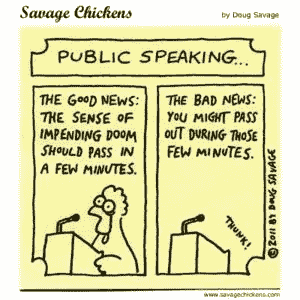 Savage Chickens
by Doug Savage
PUBLIC SPEAKING...
THE GOOD NEWS:
THE SENSE OF
IMPENDING DOOM
SHOULD PASS IN
A FEW MINUTES.
THE BAD NEWS:
YOU MIGHT PASS
OUT DURING THOSE
FEW MINUTES.
THUNK!
© 2011 BY DOUG SAVAGE
www.savagechickens.com